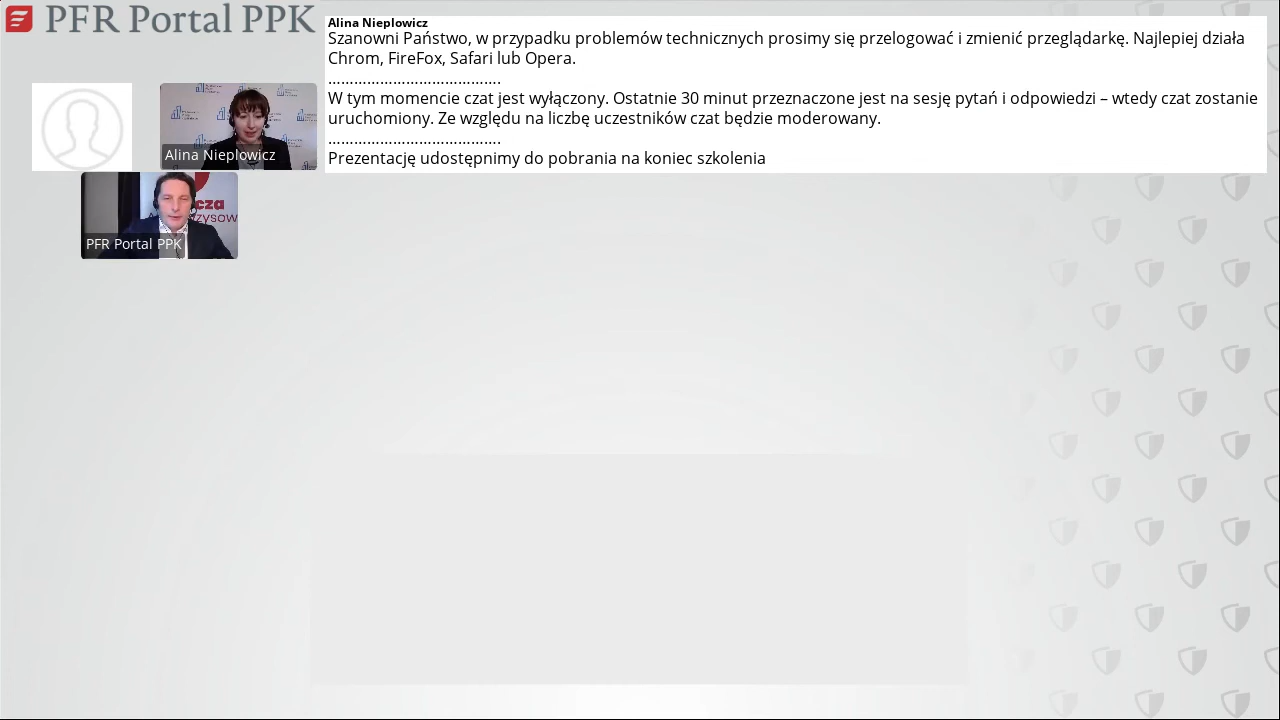 PFR Portal PPK
Alina Nieplowicz
Szanowni Państwo, w przypadku problemów technicznych prosimy się przelogować i zmienić przeglądarkę. Najlepiej działa
Chrom, FireFox, Safari lub Opera.
........................................
W tym momencie czat jest wyłączony. Ostatnie 30 minut przeznaczone jest na sesję pytań i odpowiedzi – wtedy czat zostanie
uruchomiony. Ze względu na liczbę uczestników czat będzie moderowany.
........................................
Prezentację udostępnimy do pobrania na koniec szkolenia
Alina Nieplowicz
PFR Portal PPK